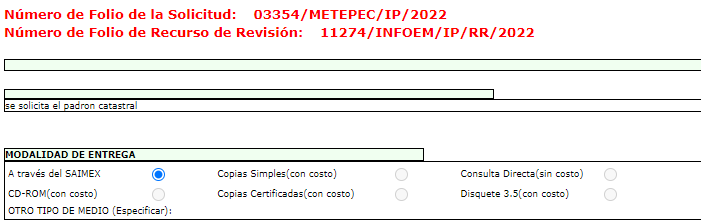 Número de Folio de la Solicitud: 03354/METEPEC/IP/2022
Número de Folio de Recurso de Revisión: 11274/INFOEM/IP/RR/2022
se solicita el padron catastral
MODALIDAD DE ENTREGA
A través del SAIMEX Copias Simples(con costo) Consulta Directa(sin costo)
CD-ROM(con costo) Copias Certificadas(con costo) Disquete 3.5(con costo)
OTRO TIPO DE MEDIO (Especificar):